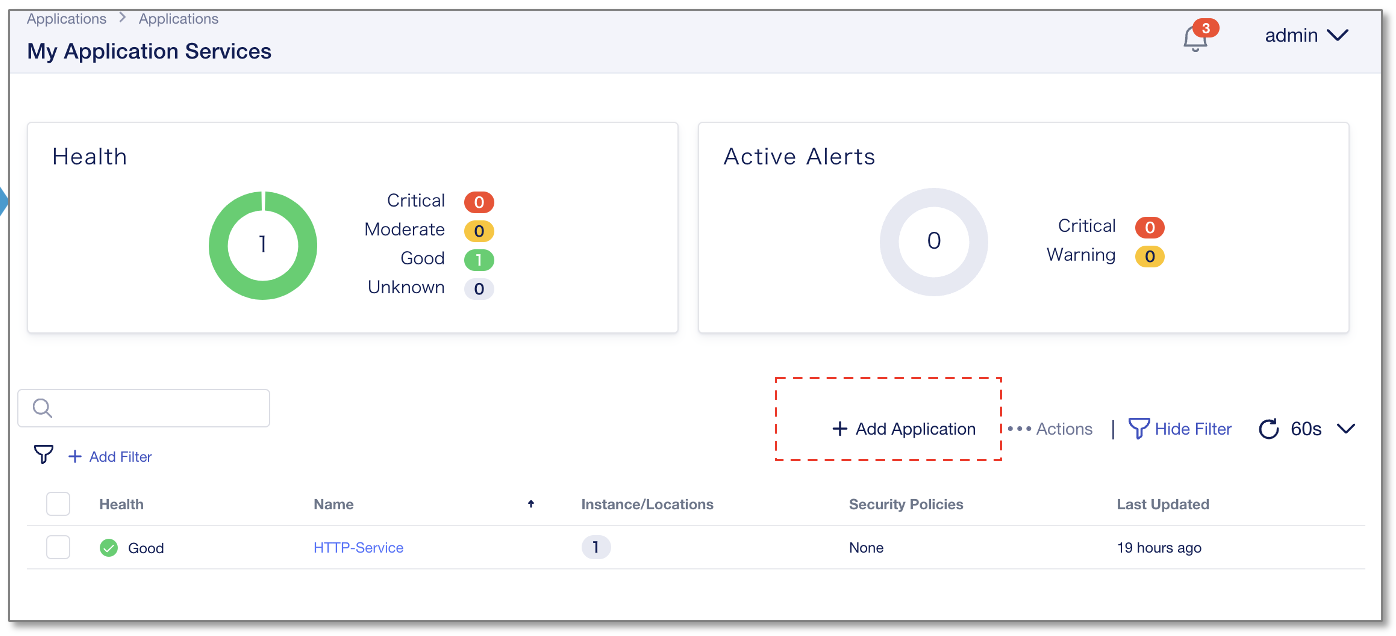 Applications > Applications
My Application Services
3
admin
Health
1
Critical 0
Moderate 0
Good 1
Unknown 0
Active Alerts
0
Critical 0
Warning 0
+ Add Application
••• Actions | Hide Filter 60s
+ Add Filter
Health Name Instance/Locations Security Policies Last Updated
Good HTTP-Service 1 None 19 hours ago